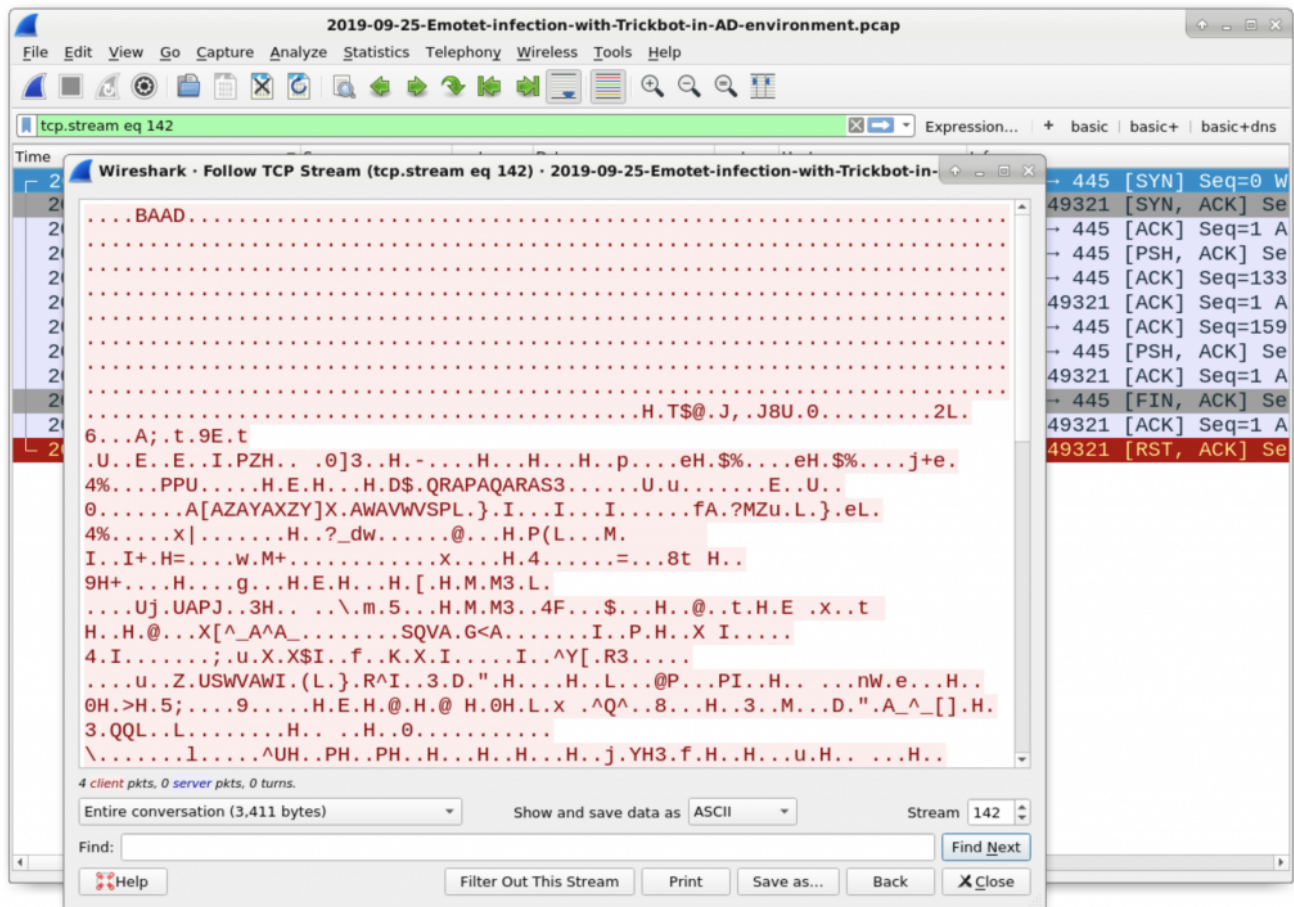 2019-09-25-Emotet-infection-with-Trickbot-in-AD-environment.pcap
File Edit View Go Capture Analyze Statistics Telephony Wireless Tools Help
tcp.stream eq 142
Expression... + basic basic+ basic+dns
Time
Wireshark · Follow TCP Stream (tcp.stream eq 142) · 2019-09-25-Emotet-infection-with-Trickbot-in-
→ 445 [SYN] Seq=0 W
49321 [SYN, ACK] Se
→ 445 [ACK] Seq=1 A
→ 445 [PSH, ACK] Se
→ 445 [ACK] Seq=133
49321 [ACK] Seq=1 A
→ 445 [ACK] Seq=159
→ 445 [PSH, ACK] Se
49321 [ACK] Seq=1 A
→ 445 [FIN, ACK] Se
49321 [ACK] Seq=1 A
49321 [RST, ACK] Se
....BAAD
H.T$@.J,.J8U.0.........2L.
6...A;.t.9E.t
.U..E..E..I.PZH.. .0]3..H.-....H...H...H..p....eH.$%....eH.$%....j+e.
4%....PPU.....H.E.H...H.D$.QRAPAQARAS3......U.u.......E..U..
0.......A[AZAYAXZY]X.AWAVWVSPL.}.I...I...I......fA.?MZu.L.}.eL.
4%.....x|.......H..?_dw......@...H.P(L...M.
I..I+.H=....w.M+............x....H.4......=...8t H..
9H+....H....g...H.E.H...H.[.H.M.M3.L.
....Uj.UAPJ..3H.. ..\.m.5...H.M.M3..4F...$...H..@..t.H.E .x..t
H..H.@...X[^_A^A_........SQVA.G<A.......I..P.H..X I.....
4.I.......;.u.X.X$I..f..K.X.I.....I..^Y[.R3.....
....u..Z.USWVAWI.(L.}.R^I..3.D.".H....H..L...@P...PI..H.. ...nW.e...H..
0H.>H.5;....9.....H.E.H.@.H.@ H.0H.L.x .^Q^..8...H..3..M...D.".A_^_[].H.
3.QQL..L........H.. ..H..0...........
\.......l.....^UH..PH..PH..H...H..H...H..j.YH3.f.H..H...u.H.. ...H..
4 client pkts, 0 server pkts, 0 turns.
Entire conversation (3,411 bytes) Show and save data as ASCII Stream 142
Find: Find Next
Help Filter Out This Stream Print Save as... Back Close